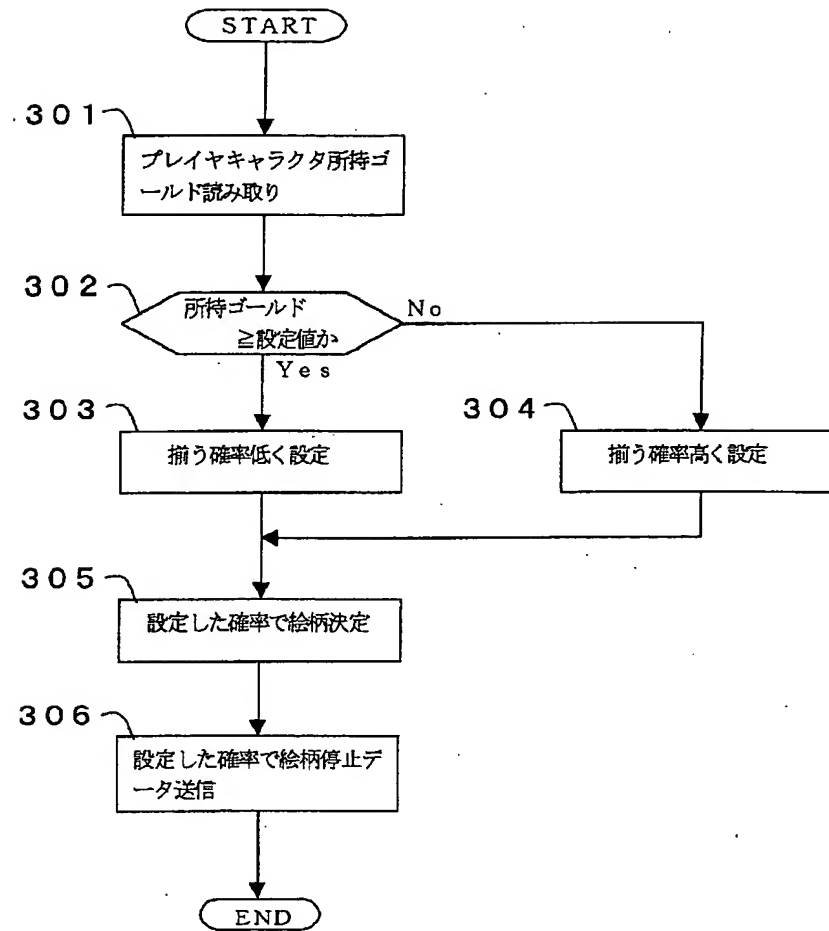 START
301
プレイヤキャラクタ所持ゴ
ールド読み取り
302
所持ゴールド
≧設定値か
No
Yes
303
揃う確率低く設定
304
揃う確率高く設定
305
設定した確率で絵柄決定
306
設定した確率で絵柄停止デ
ータ送信
END